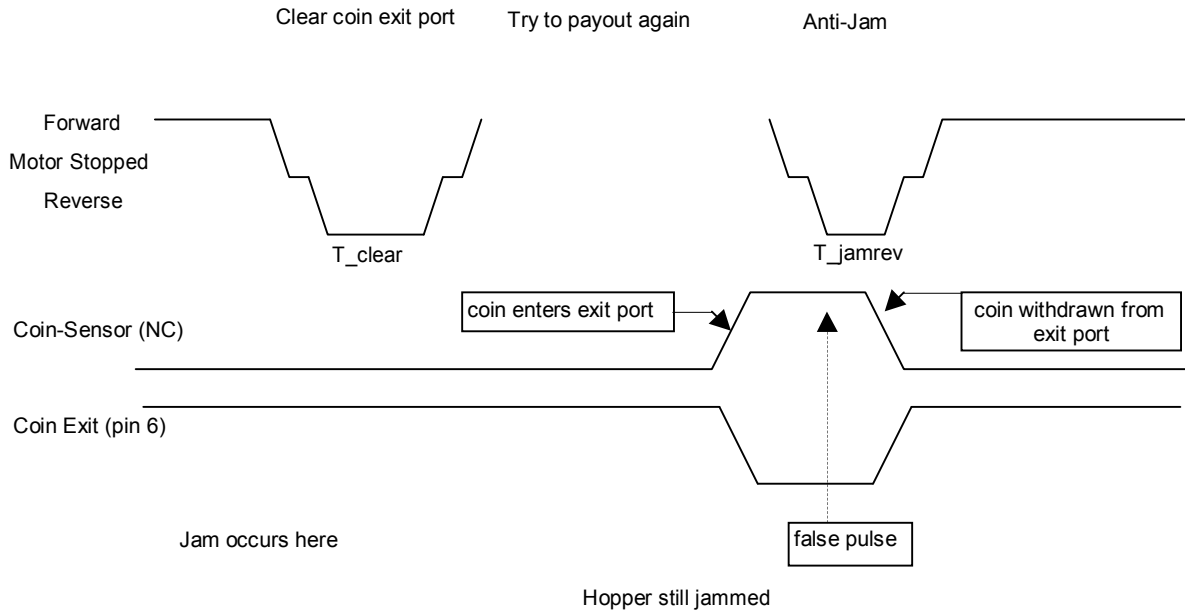 Clear coin exit port
Try to payout again
Anti-Jam
Forward
Motor Stopped
Reverse
T_clear
T_jamrev
coin enters exit port
coin withdrawn from
exit port
Coin-Sensor (NC)
Coin Exit (pin 6)
Jam occurs here
false pulse
Hopper still jammed